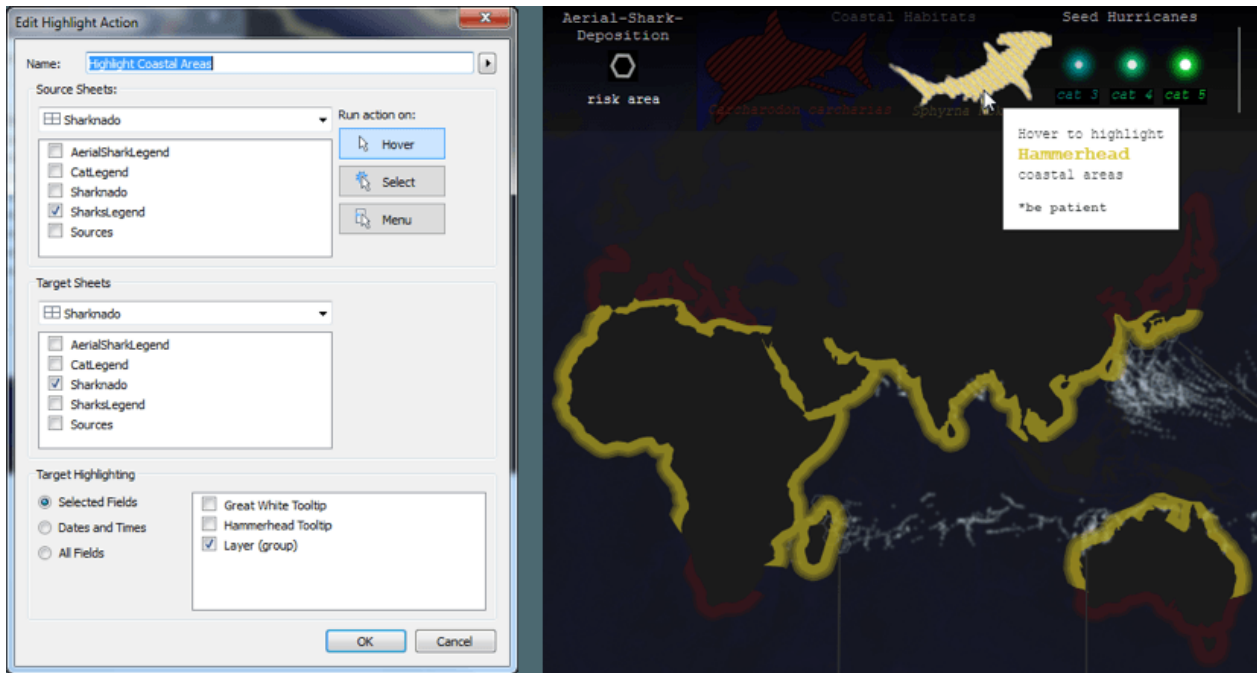 Edit Highlight Action
Name: Highlight Coastal Areas
Source Sheets:
Sharknado
AerialSharkLegend
CatLegend
Sharknado
SharksLegend
Sources
Run action on:
Hover
Select
Menu
Target Sheets
Sharknado
AerialSharkLegend
CatLegend
Sharknado
SharksLegend
Sources
Target Highlighting
Selected Fields
Dates and Times
All Fields
Great White Tooltip
Hammerhead Tooltip
Layer (group)
OK Cancel
Aerial-Shark-
Deposition
risk area
Coastal Habitats
Carcharodon carcharias
Sphyrna
Seed Hurricanes
cat 3 cat 4 cat 5
Hover to highlight
Hammerhead
coastal areas
*be patient